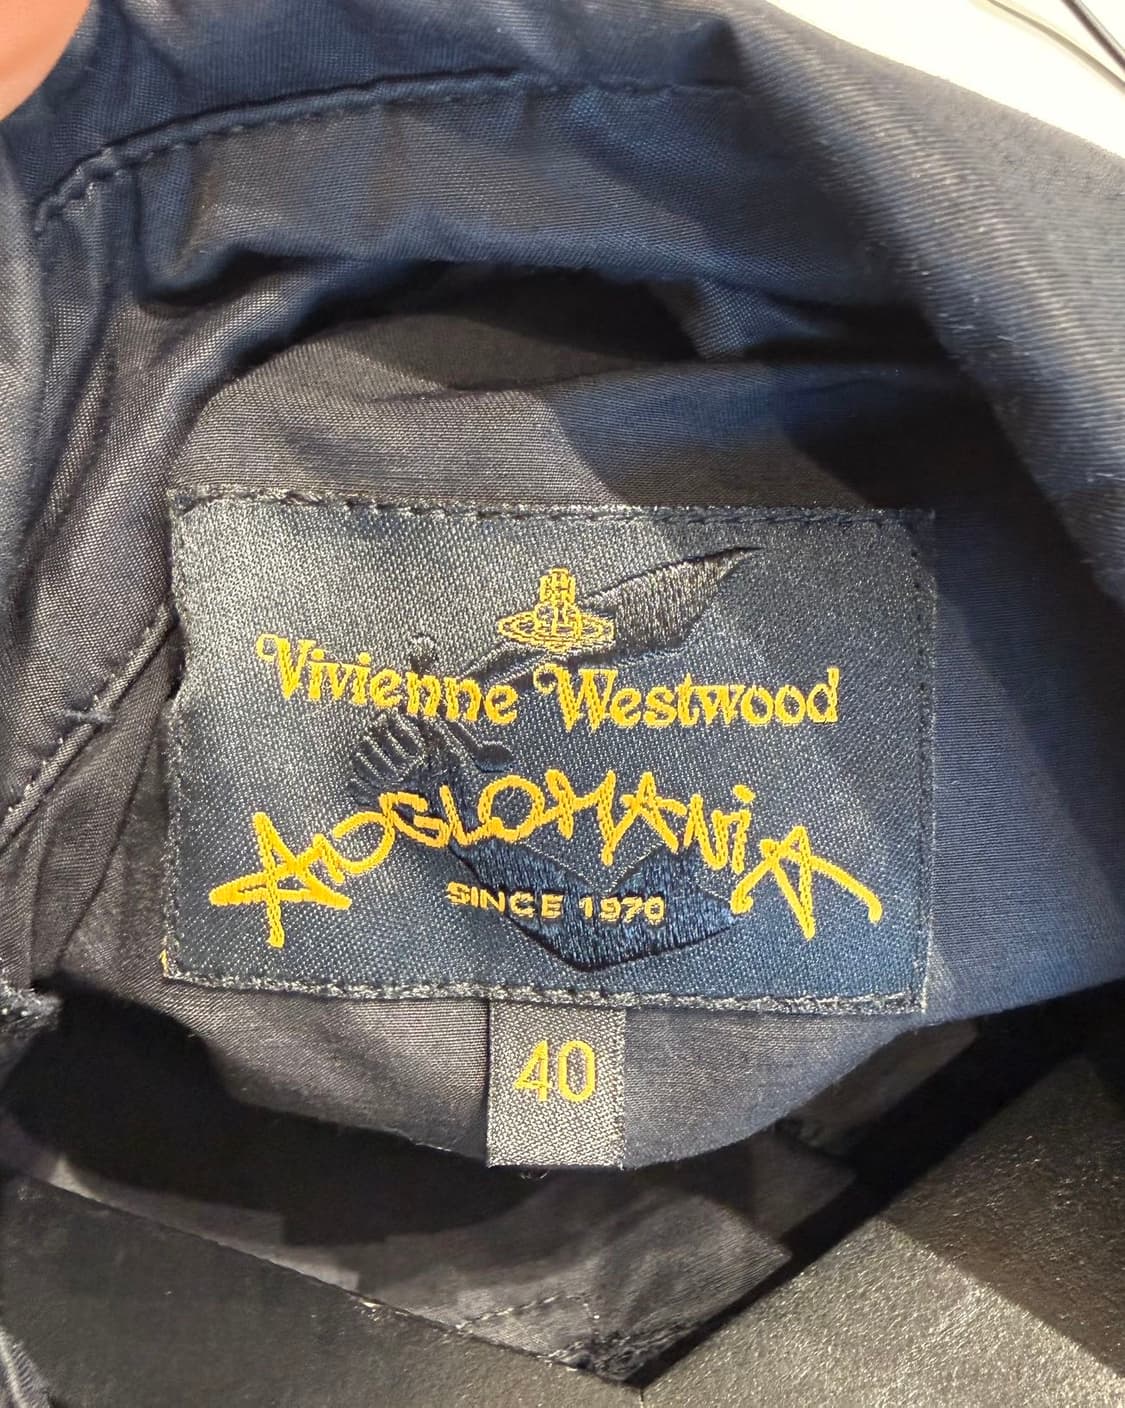 Vivienne Westwood
ANGLOMANiA
SINCE 1970
40